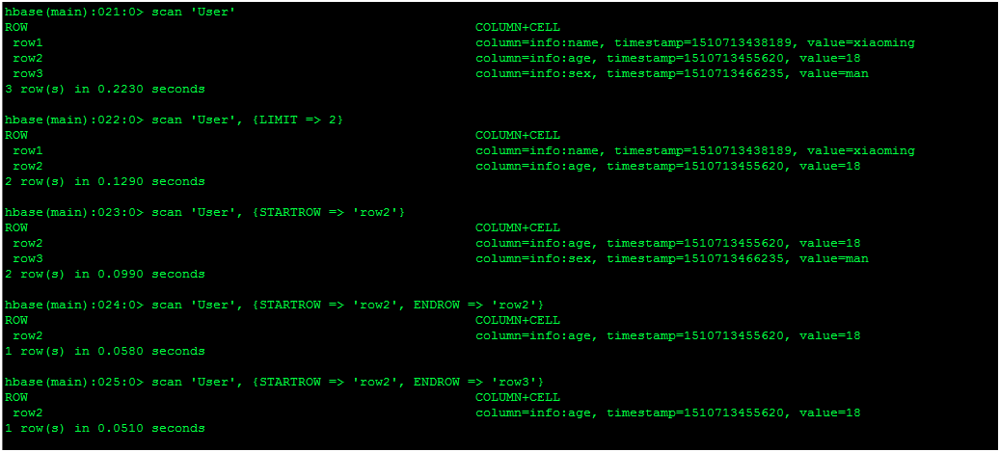 hbase(main):021:0> scan 'User'
ROW COLUMN+CELL
row1 column=info:name, timestamp=1510713438189, value=xiaoming
row2 column=info:age, timestamp=1510713455620, value=18
row3 column=info:sex, timestamp=1510713466235, value=man
3 row(s) in 0.2230 seconds
hbase(main):022:0> scan 'User', {LIMIT => 2}
ROW COLUMN+CELL
row1 column=info:name, timestamp=1510713438189, value=xiaoming
row2 column=info:age, timestamp=1510713455620, value=18
2 row(s) in 0.1290 seconds
hbase(main):023:0> scan 'User', {STARTROW => 'row2'}
ROW COLUMN+CELL
row2 column=info:age, timestamp=1510713455620, value=18
row3 column=info:sex, timestamp=1510713466235, value=man
2 row(s) in 0.0990 seconds
hbase(main):024:0> scan 'User', {STARTROW => 'row2', ENDROW => 'row2'}
ROW COLUMN+CELL
row2 column=info:age, timestamp=1510713455620, value=18
1 row(s) in 0.0580 seconds
hbase(main):025:0> scan 'User', {STARTROW => 'row2', ENDROW => 'row3'}
ROW COLUMN+CELL
row2 column=info:age, timestamp=1510713455620, value=18
1 row(s) in 0.0510 seconds